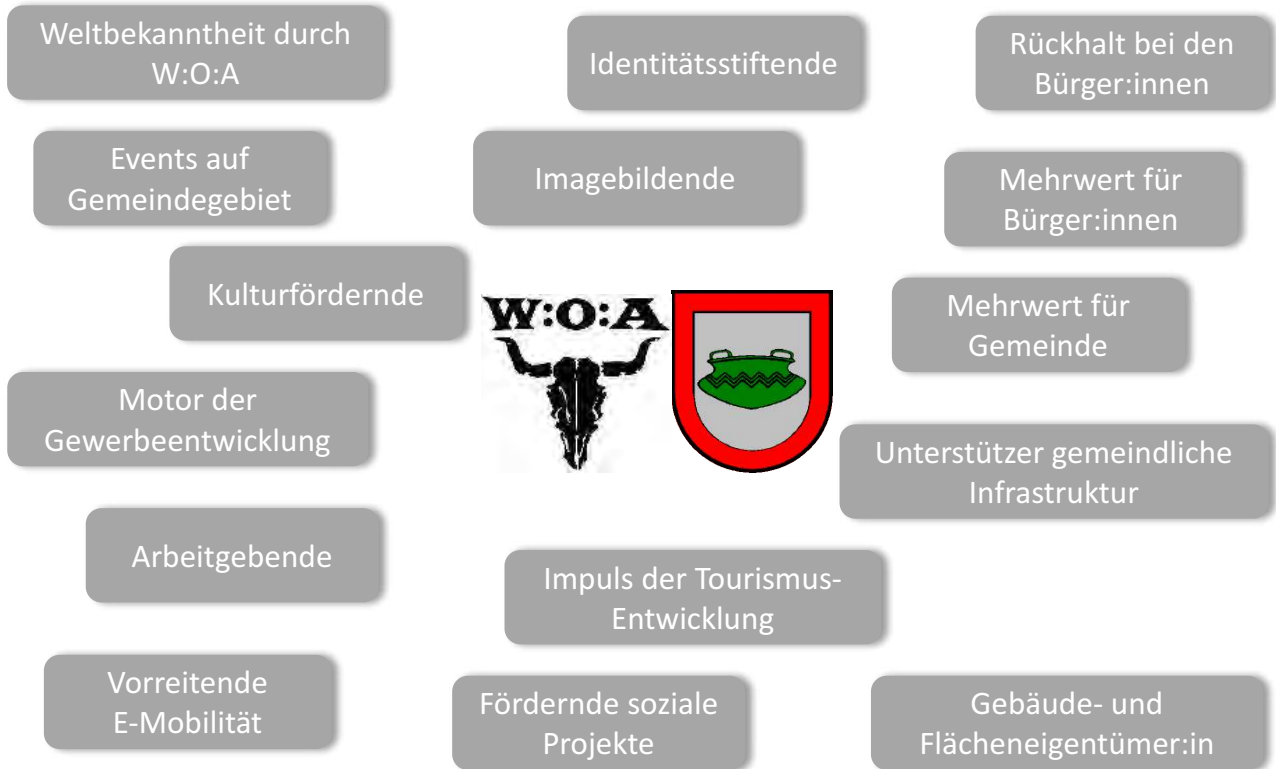 Weltbekanntheit durch
W:O:A
Identitätsstiftende
Rückhalt bei den
Bürger:innen
Events auf
Gemeindegebiet
Imagebildende
Mehrwert für
Bürger:innen
Kulturfördernde
W:O:A
Mehrwert für
Gemeinde
Motor der
Gewerbeentwicklung
Unterstützer gemeindliche
Infrastruktur
Arbeitgebende
Impuls der Tourismus-
Entwicklung
Vorreitende
E-Mobilität
Fördernde soziale
Projekte
Gebäude- und
Flächeneigentümer:in